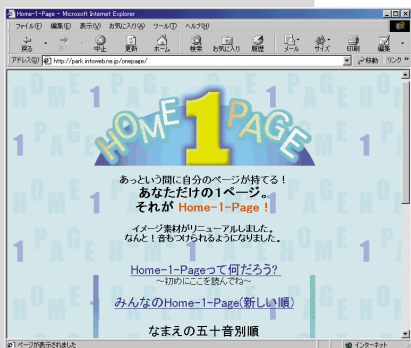 Home-1-Page - Microsoft Internet Explorer
ファイル(F) 編集(E) 表示(V) お気に入り(A) ツール(T) ヘルプ(H)
戻る 進む 中止 更新 ホーム 検索 お気に入り 履歴 メール サイズ 印刷 編集
アドレス(D) http://park.infoweb.ne.jp/onepage/ 移動 リンク »
HOME 1 PAGE
あっという間に自分のページが持てる！
あなただけの1ページ。
それが Home-1-Page！
イメージ素材がリニューアルしました。
なんと！音もつけられるようになりました。
Home-1-Pageって何だろう?
～初めにここを読んでね～
みんなのHome-1-Page(新しい順)
なまえの五十音別順
ページが表示されました インターネット